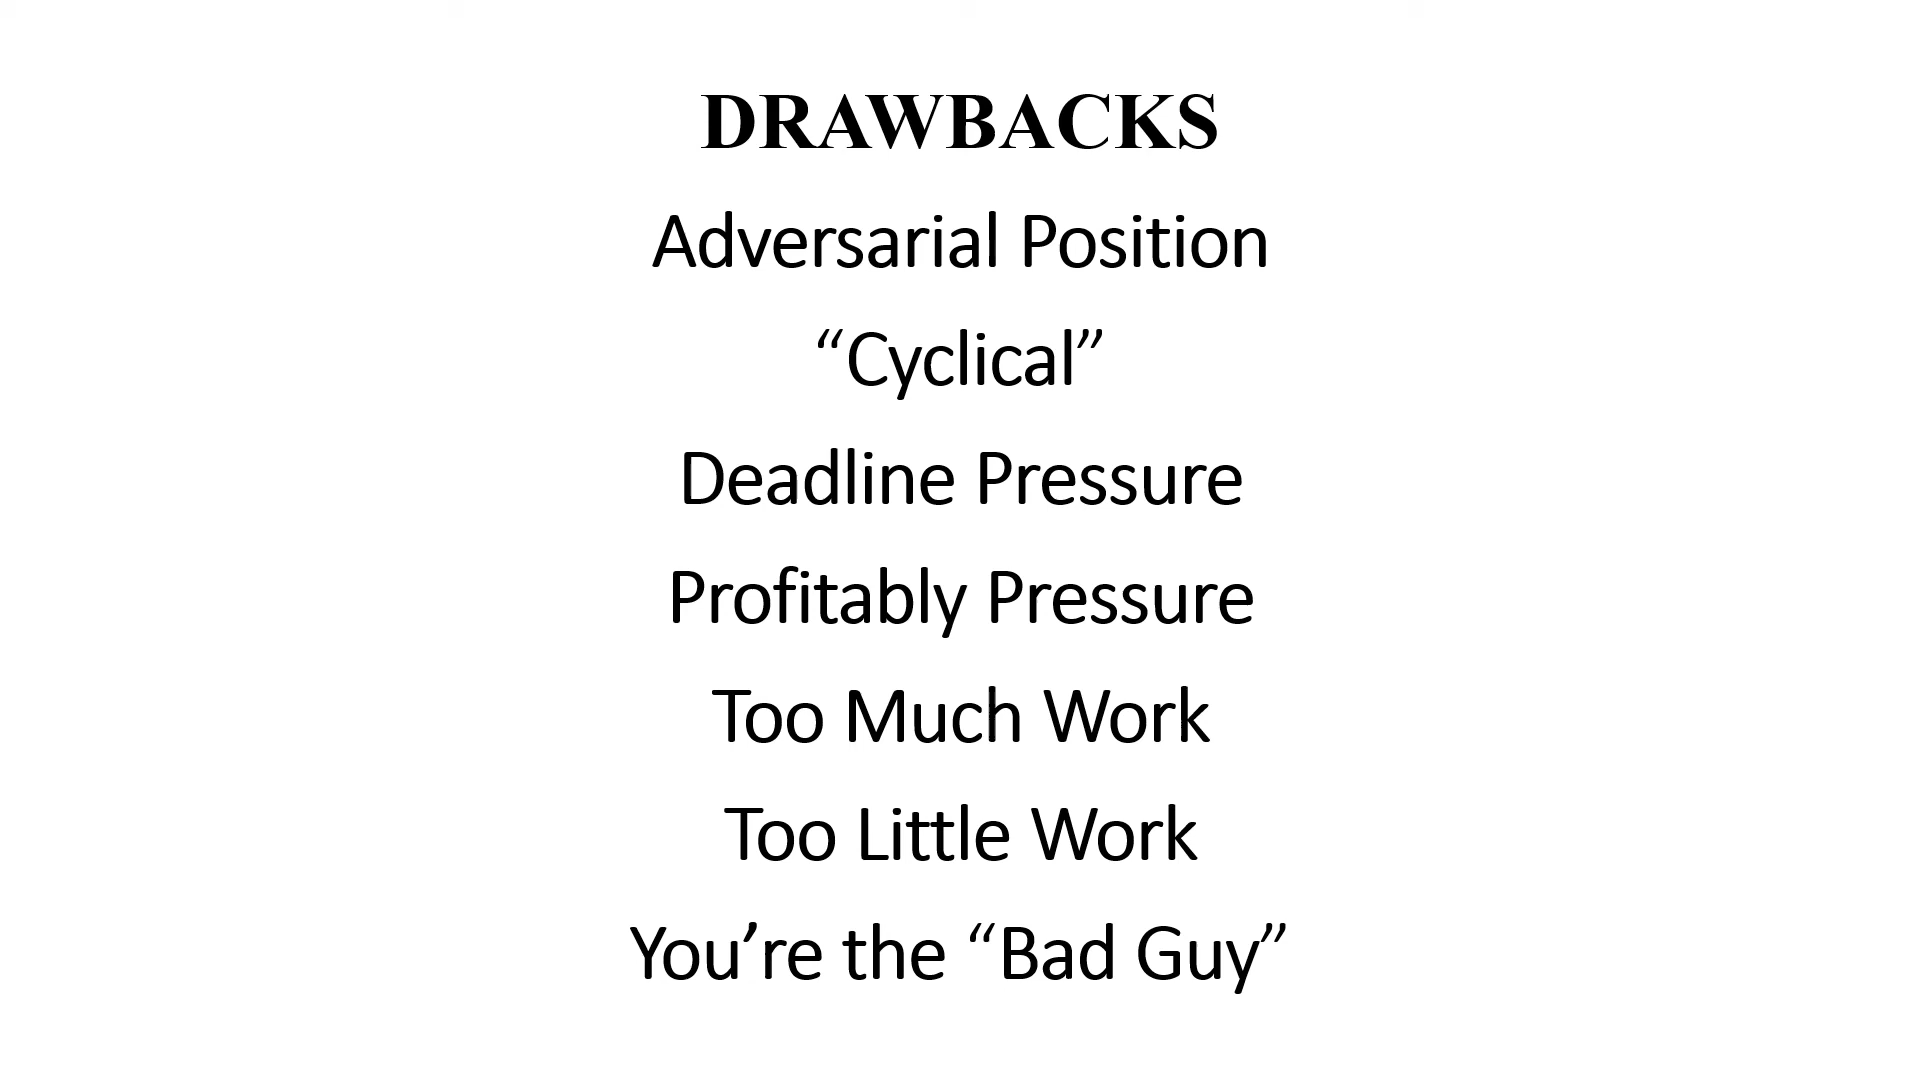 DRAWBACKS
Adversarial Position
“Cyclical”
Deadline Pressure
Profitably Pressure
Too Much Work
Too Little Work
You’re the “Bad Guy”